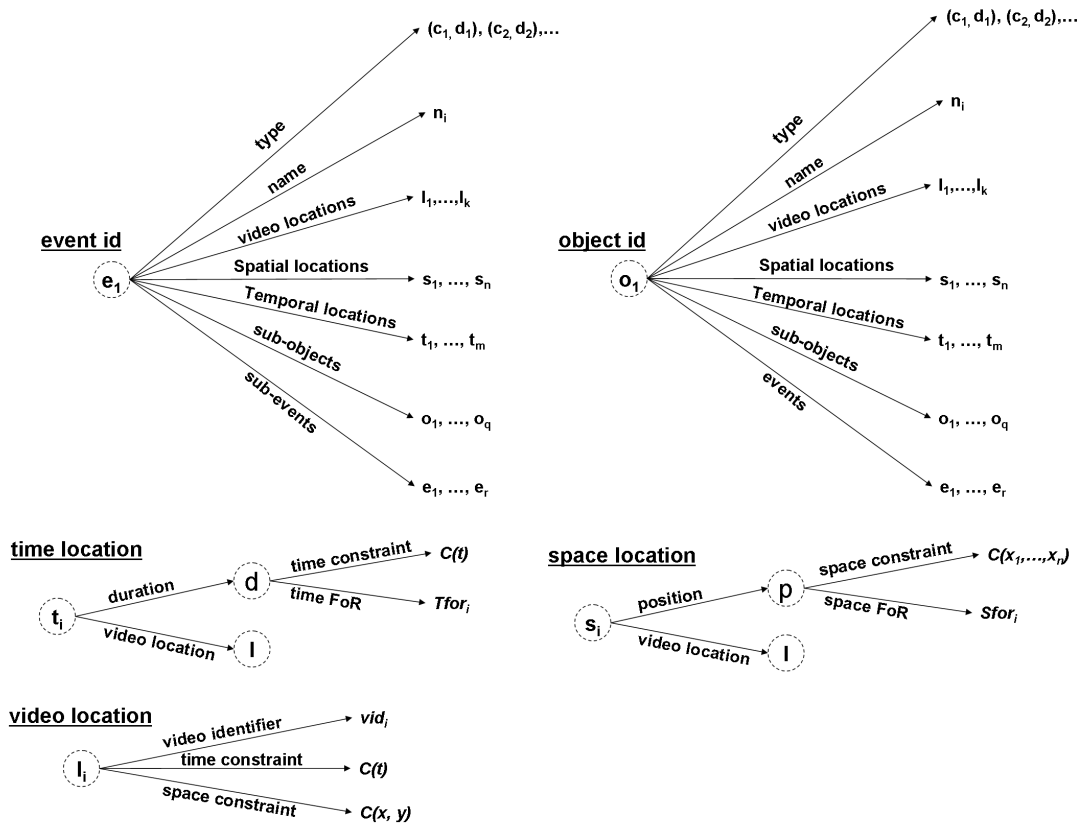 (c1, d1), (c2, d2),…
type
ni
name
l1,…,lk
video locations
event id
e1
Spatial locations
s1, …, sn
Temporal locations
t1, …, tm
sub-objects
o1, …, oq
sub-events
e1, …, er
(c1, d1), (c2, d2),…
type
ni
name
l1,…,lk
video locations
object id
o1
Spatial locations
s1, …, sn
Temporal locations
t1, …, tm
sub-objects
o1, …, oq
events
e1, …, er
time location
ti
duration
d
time constraint
C(t)
time FoR
Tfori
video location
l
space location
si
position
p
space constraint
C(x1,…,xn)
space FoR
Sfori
video location
l
video location
li
video identifier
vidi
time constraint
C(t)
space constraint
C(x, y)